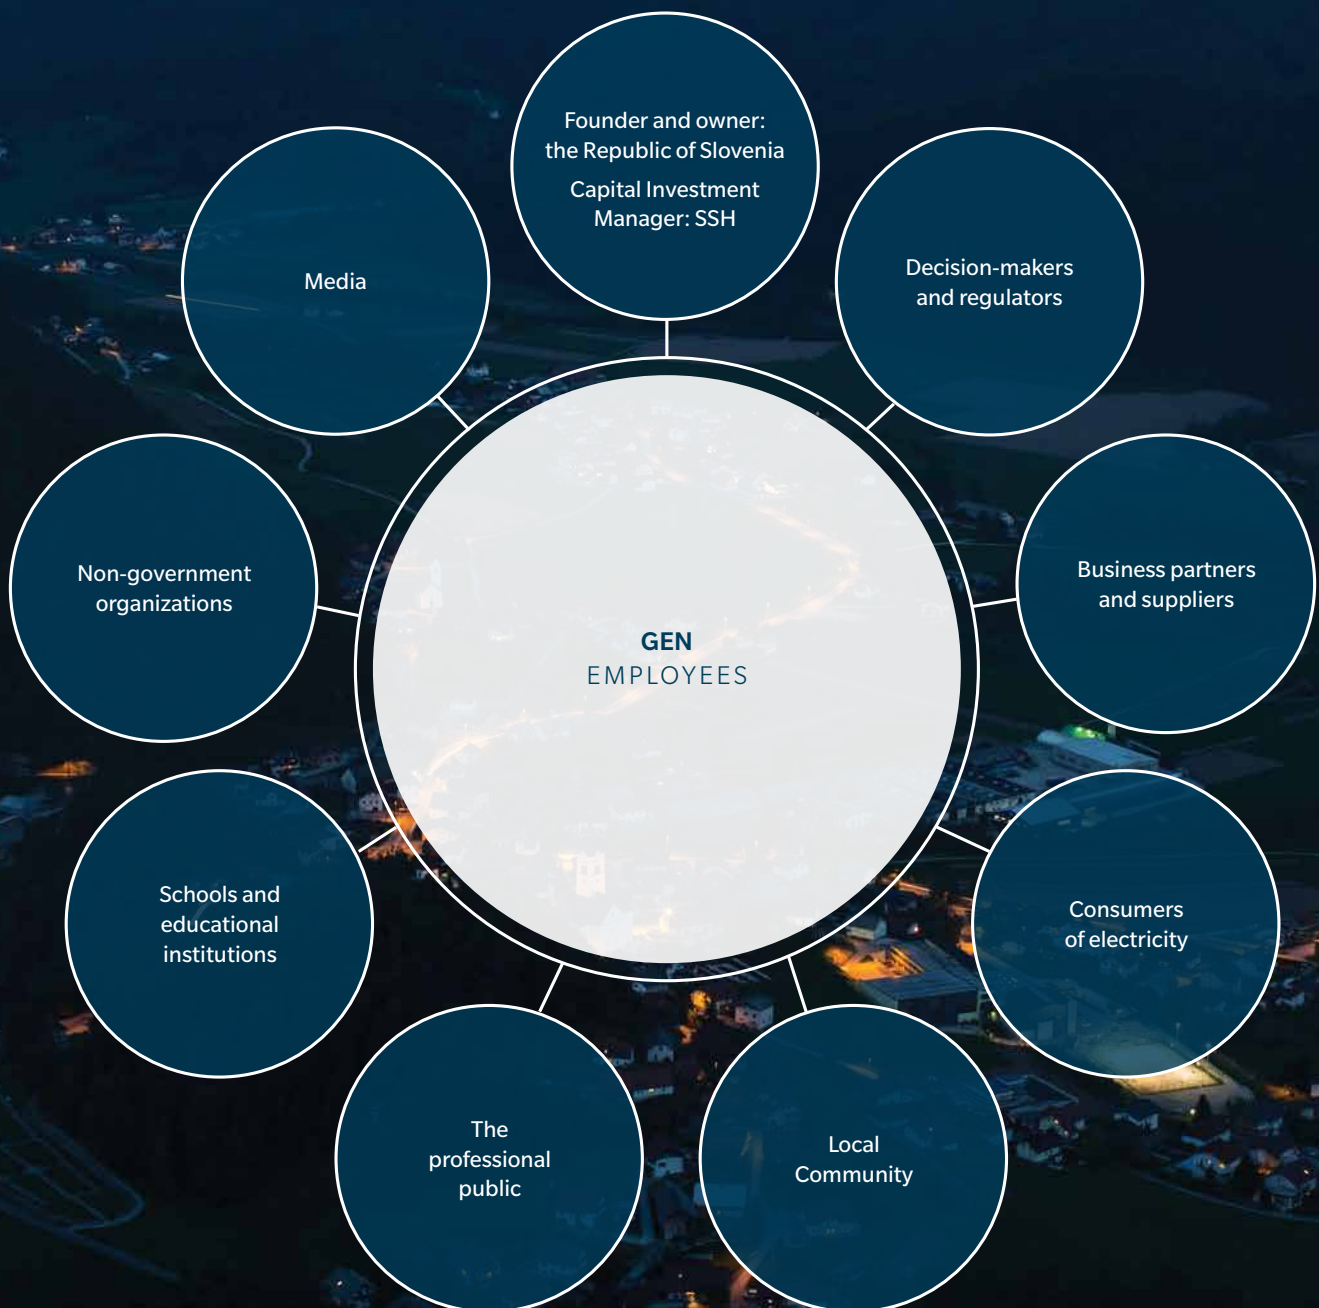 Founder and owner:
the Republic of Slovenia
Capital Investment
Manager: SSH
Media
Decision-makers
and regulators
Non-government
organizations
Business partners
and suppliers
GEN
EMPLOYEES
Schools and
educational
institutions
Consumers
of electricity
The
professional
public
Local
Community